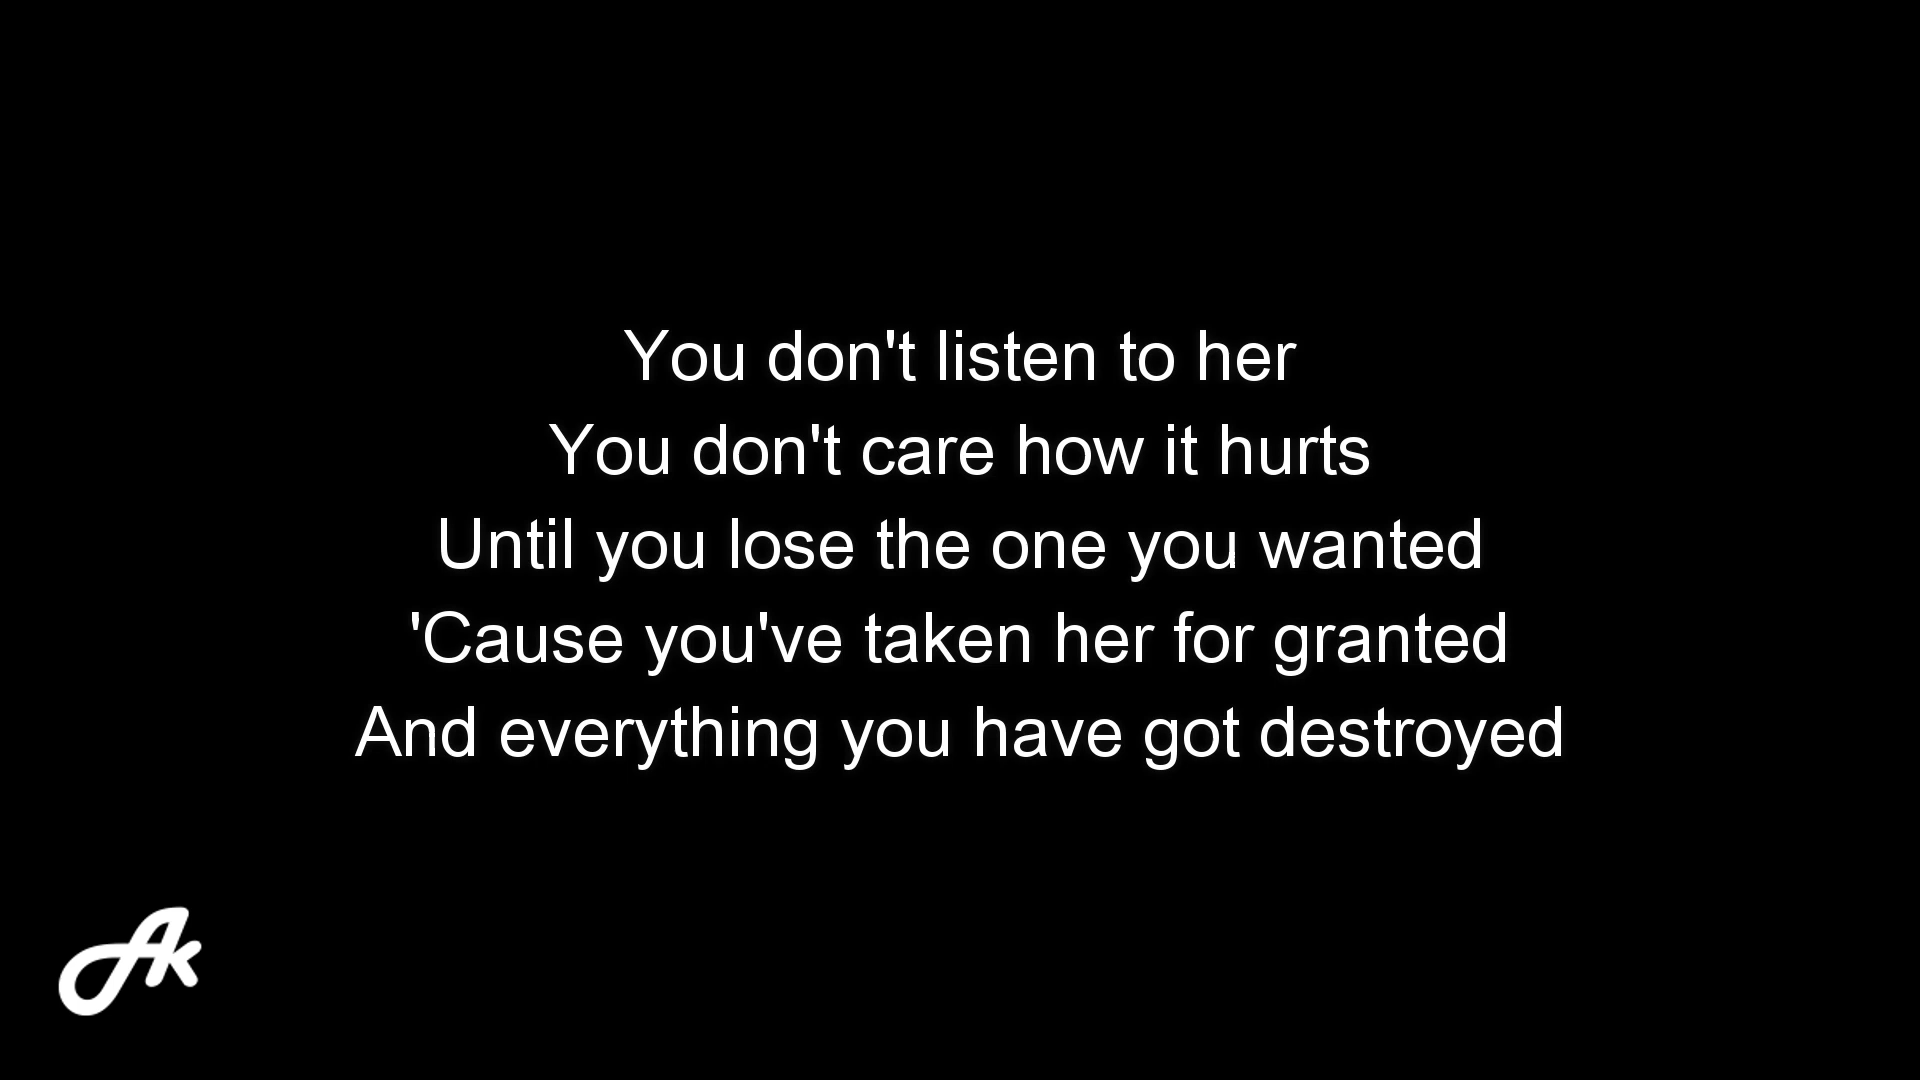 You don't listen to her
You don't care how it hurts
Until you lose the one you wanted
'Cause you've taken her for granted
And everything you have got destroyed
Ak